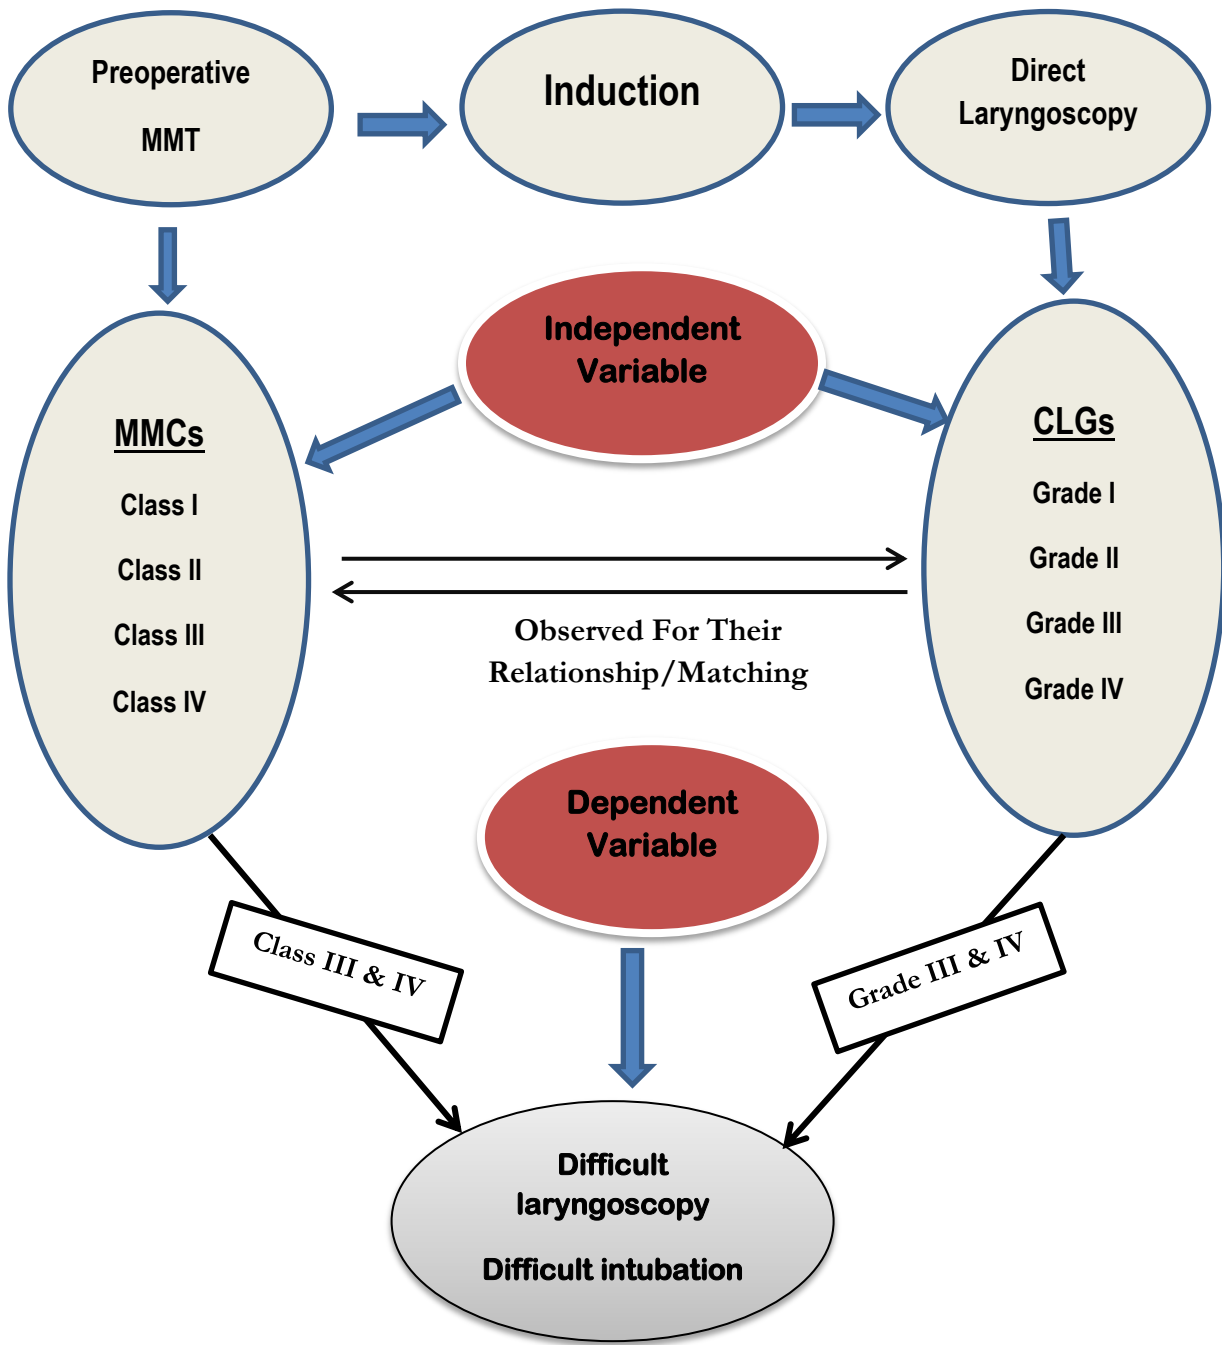 Preoperative
MMT
Induction
Direct
Laryngoscopy
Independent
Variable
MMCs
Class I
Class II
Class III
Class IV
CLGs
Grade I
Grade II
Grade III
Grade IV
Observed For Their
Relationship/Matching
Dependent
Variable
Class III & IV
Grade III & IV
Difficult
laryngoscopy
Difficult intubation